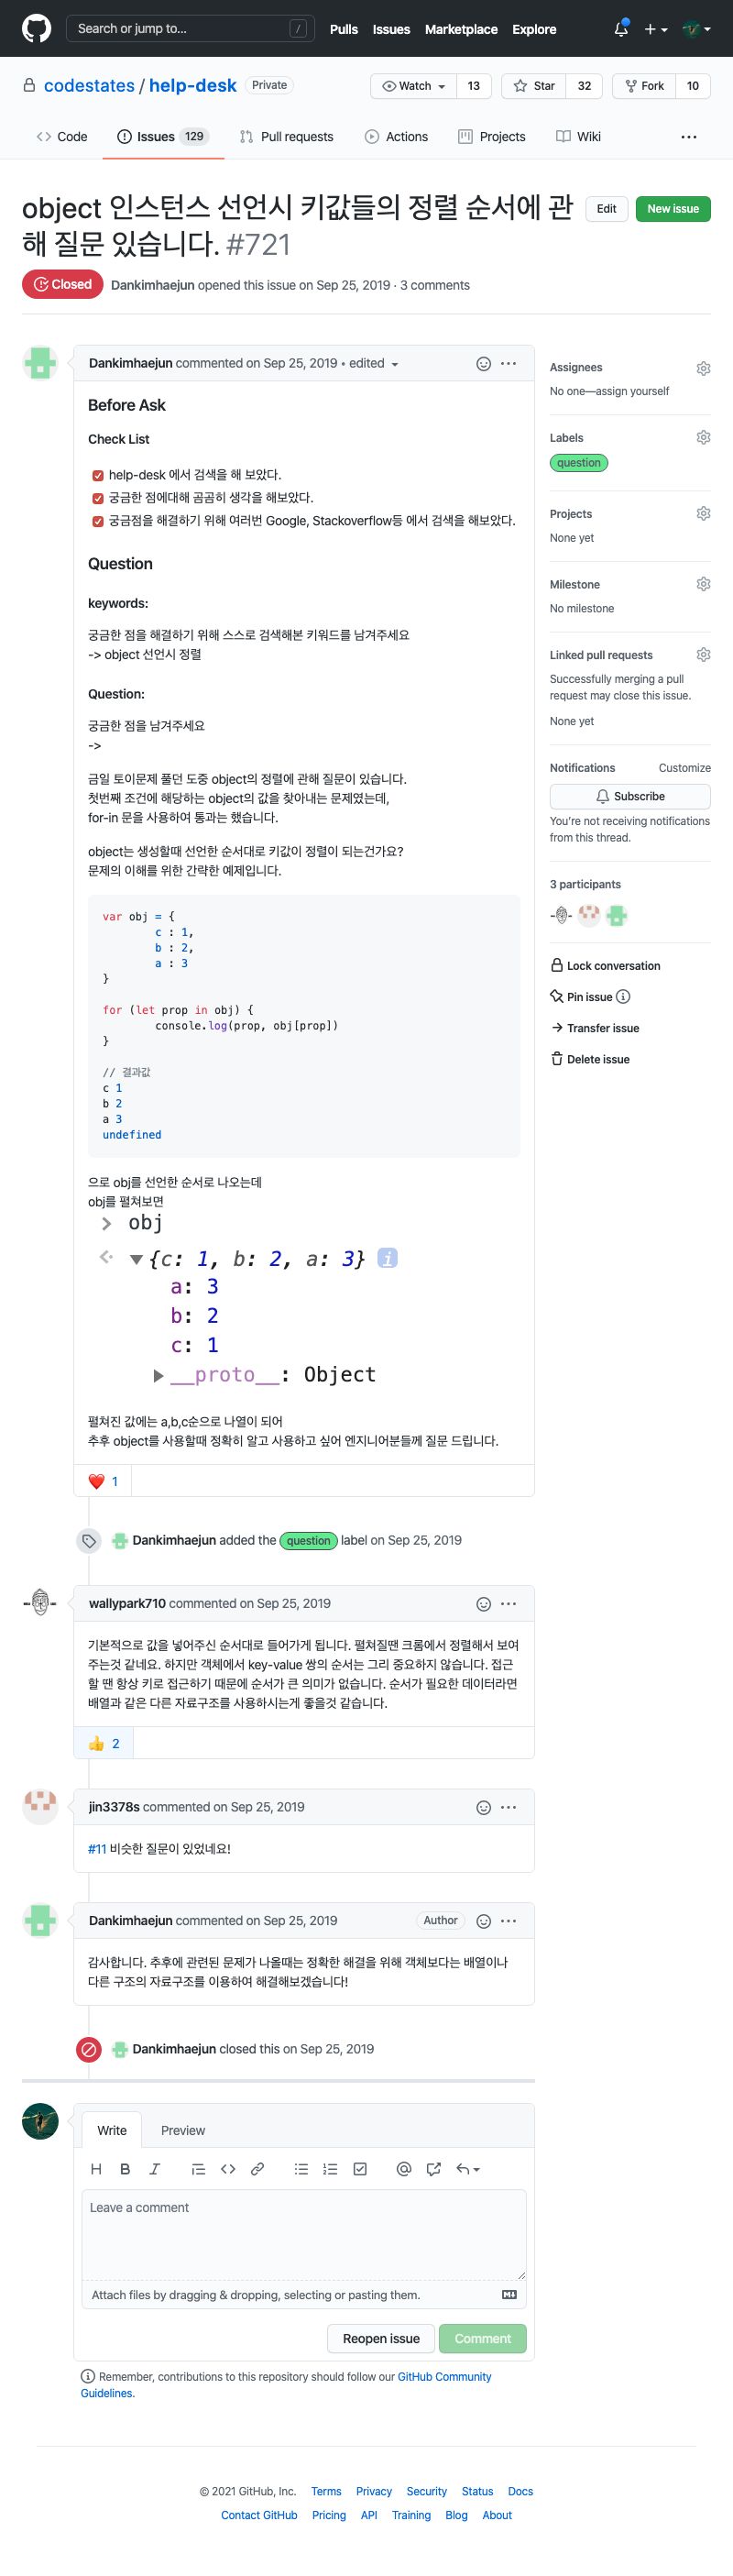 Search or jump to... /
Pulls Issues Marketplace Explore
codestates / help-desk Private
Watch 13 Star 32 Fork 10
Code Issues 129 Pull requests Actions Projects Wiki ...
object 인스턴스 선언시 키값들의 정렬 순서에 관
해 질문 있습니다. #721
Edit New issue
Closed Dankimhaejun opened this issue on Sep 25, 2019 · 3 comments
Dankimhaejun commented on Sep 25, 2019 • edited
Before Ask
Check List
help-desk 에서 검색을 해 보았다.
궁금한 점에대해 곰곰히 생각을 해보았다.
궁금점을 해결하기 위해 여러번 Google, Stackoverflow등 에서 검색을 해보았다.
Question
keywords:
궁금한 점을 해결하기 위해 스스로 검색해본 키워드를 남겨주세요
-> object 선언시 정렬
Question:
궁금한 점을 남겨주세요
->
금일 토이문제 풀던 도중 object의 정렬에 관해 질문이 있습니다.
첫번째 조건에 해당하는 object의 값을 찾아내는 문제였는데,
for-in 문을 사용하여 통과는 했습니다.
object는 생성할때 선언한 순서대로 키값이 정렬이 되는건가요?
문제의 이해를 위한 간략한 예제입니다.
var obj = {
c : 1,
b : 2,
a : 3
}
for (let prop in obj) {
console.log(prop, obj[prop])
}
// 결과값
c 1
b 2
a 3
undefined
으로 obj를 선언한 순서로 나오는데
obj를 펼쳐보면
> obj
{c: 1, b: 2, a: 3} i
a: 3
b: 2
c: 1
__proto__: Object
펼쳐진 값에는 a,b,c순으로 나열이 되어
추후 object를 사용할때 정확히 알고 사용하고 싶어 엔지니어분들께 질문 드립니다.
❤️ 1
Assignees
No one—assign yourself
Labels
question
Projects
None yet
Milestone
No milestone
Linked pull requests
Successfully merging a pull
request may close this issue.
None yet
Notifications Customize
Subscribe
You're not receiving notifications
from this thread.
3 participants
Lock conversation
Pin issue
Transfer issue
Delete issue
Dankimhaejun added the question label on Sep 25, 2019
wallypark710 commented on Sep 25, 2019
기본적으로 값을 넣어주신 순서대로 들어가게 됩니다. 펼쳐질땐 크롬에서 정렬해서 보여
주는것 같네요. 하지만 객체에서 key-value 쌍의 순서는 그리 중요하지 않습니다. 접근
할 땐 항상 키로 접근하기 때문에 순서가 큰 의미가 없습니다. 순서가 필요한 데이터라면
배열과 같은 다른 자료구조를 사용하시는게 좋을것 같습니다.
👍 2
jin3378s commented on Sep 25, 2019
#11 비슷한 질문이 있었네요!
Dankimhaejun commented on Sep 25, 2019 Author
감사합니다. 추후에 관련된 문제가 나올때는 정확한 해결을 위해 객체보다는 배열이나
다른 구조의 자료구조를 이용하여 해결해보겠습니다!
Dankimhaejun closed this on Sep 25, 2019
Write Preview
H B I @
Leave a comment
Attach files by dragging & dropping, selecting or pasting them.
Reopen issue Comment
Remember, contributions to this repository should follow our GitHub Community
Guidelines.
© 2021 GitHub, Inc. Terms Privacy Security Status Docs
Contact GitHub Pricing API Training Blog About